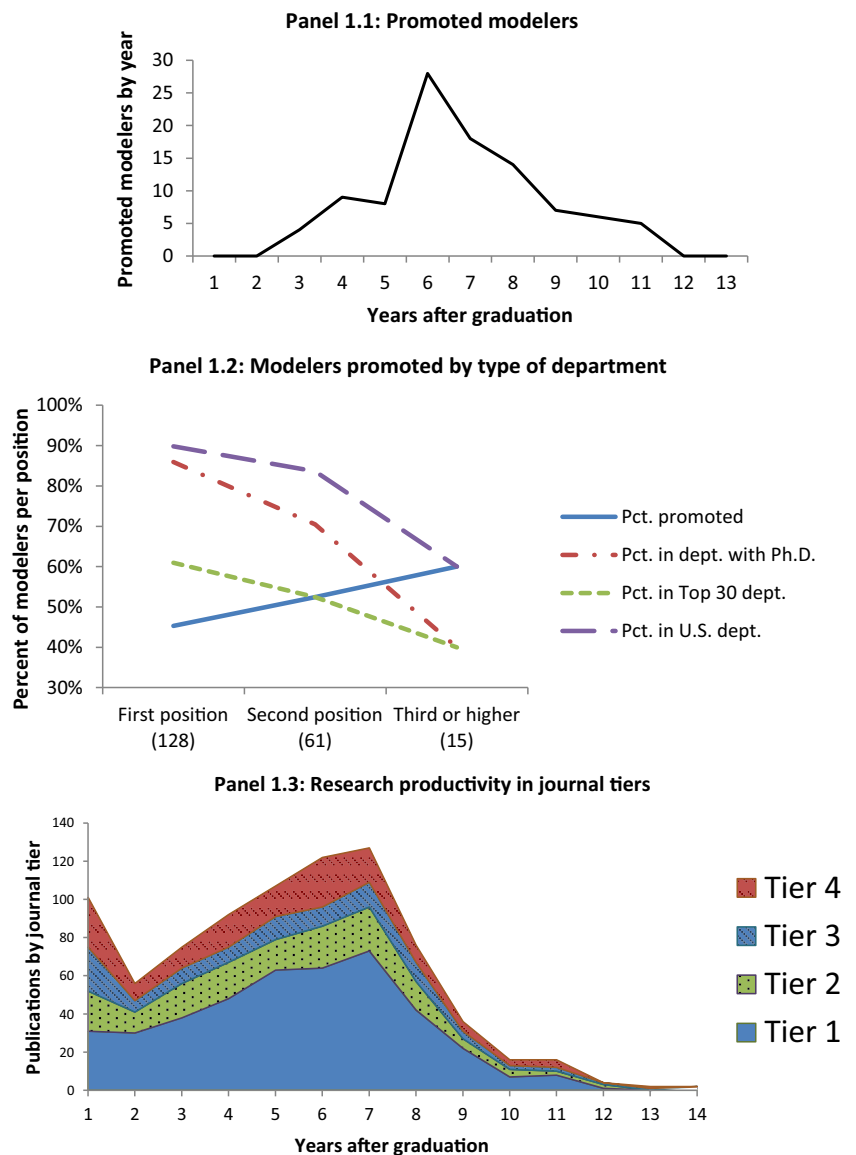 Panel 1.1: Promoted modelers
Promoted modelers by year
30
25
20
15
10
5
0
1 2 3 4 5 6 7 8 9 10 11 12 13
Years after graduation
Panel 1.2: Modelers promoted by type of department
Percent of modelers per position
100%
90%
80%
70%
60%
50%
40%
30%
First position Second position Third or higher
(128) (61) (15)
Pct. promoted
Pct. in dept. with Ph.D.
Pct. in Top 30 dept.
Pct. in U.S. dept.
Panel 1.3: Research productivity in journal tiers
Publications by journal tier
140
120
100
80
60
40
20
0
1 2 3 4 5 6 7 8 9 10 11 12 13 14
Years after graduation
Tier 4
Tier 3
Tier 2
Tier 1